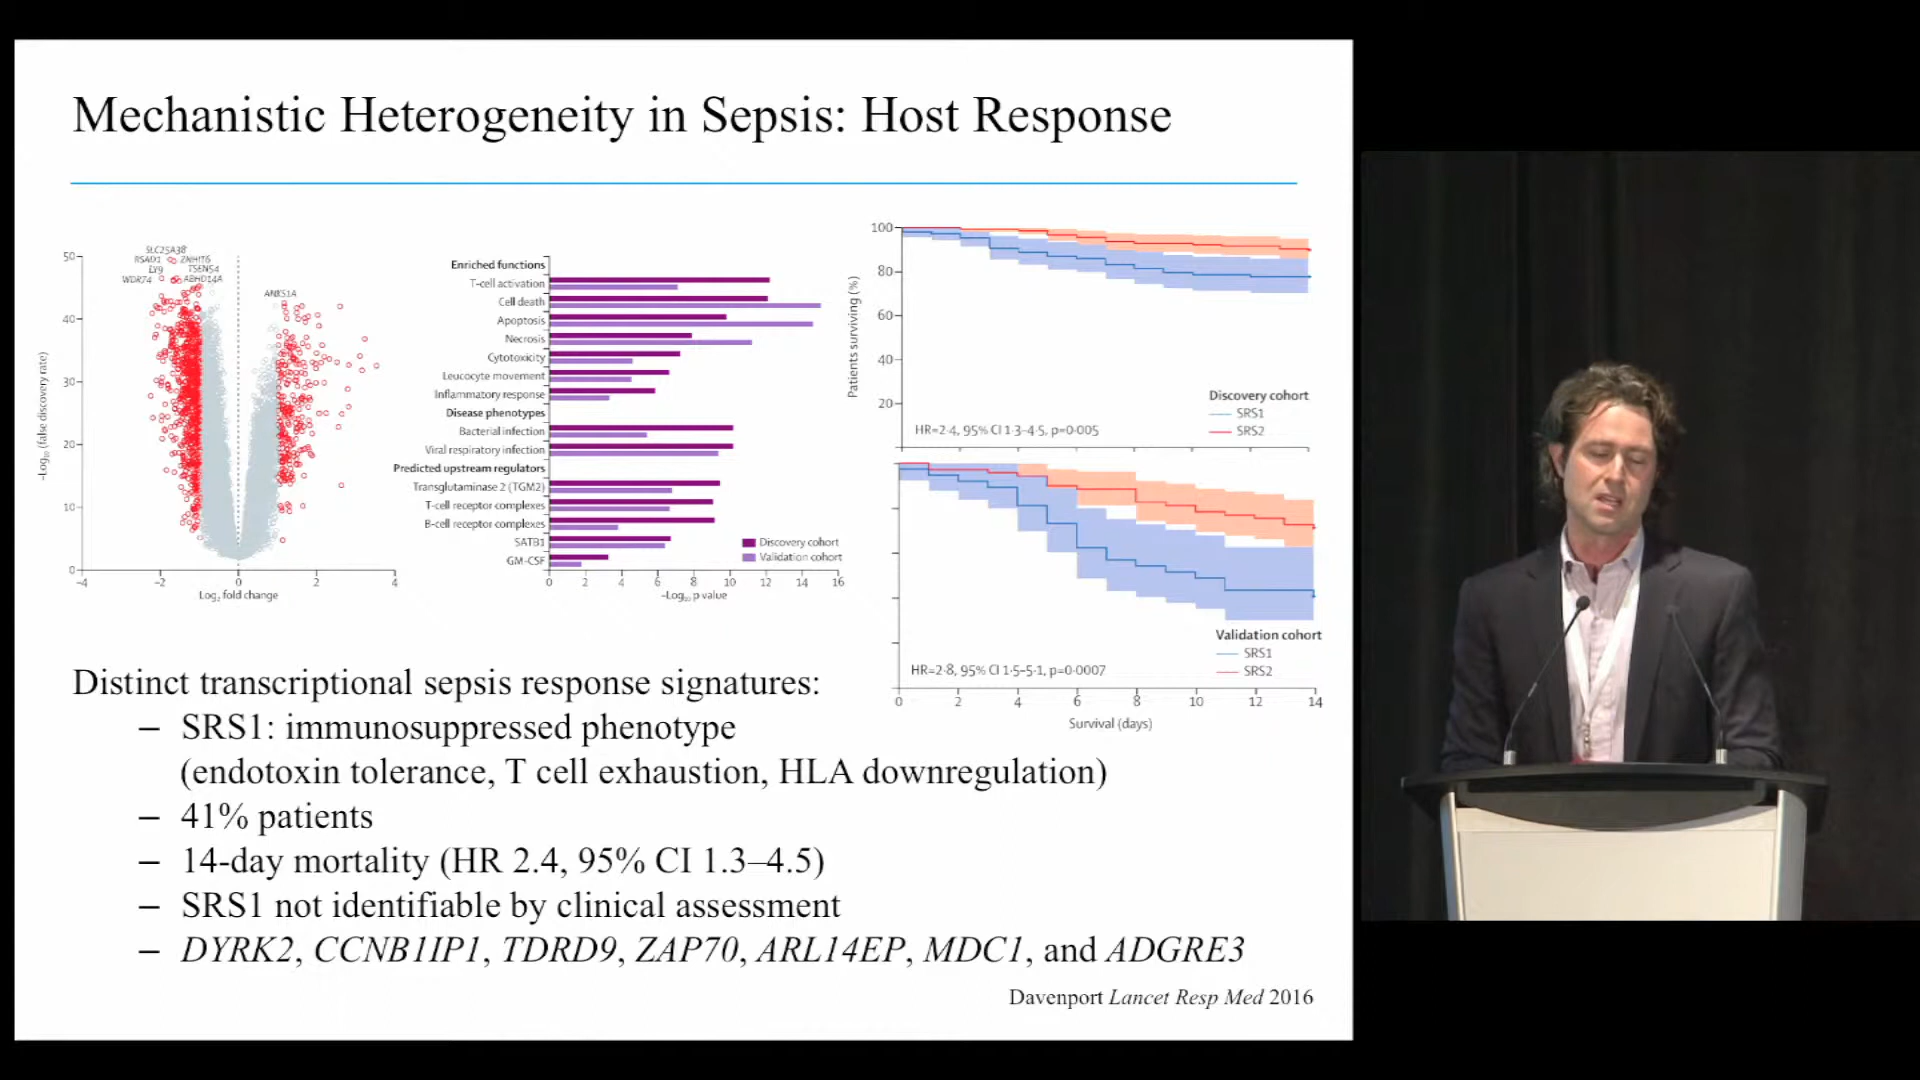 Mechanistic Heterogeneity in Sepsis: Host Response
SLC25A38
RSAD1 ZNHIT6
LY9 TSEN54
WDR74 ABHD14A
ANKS1A
50
40
30
20
10
0
–Log₁₀ (false discovery rate)
–4 –2 0 2 4
Log₂ fold change
Enriched functions
T-cell activation
Cell death
Apoptosis
Necrosis
Cytotoxicity
Leucocyte movement
Inflammatory response
Disease phenotypes
Bacterial infection
Viral respiratory infection
Predicted upstream regulators
Transglutaminase 2 (TGM2)
T-cell receptor complexes
B-cell receptor complexes
SATB1
GM-CSF
Discovery cohort
Validation cohort
0 2 4 6 8 10 12 14 16
–Log₁₀ p value
100
80
60
40
20
Patients surviving (%)
Discovery cohort
SRS1
SRS2
HR=2·4, 95% CI 1·3–4·5, p=0·005
Validation cohort
SRS1
SRS2
HR=2·8, 95% CI 1·5–5·1, p=0·0007
0 2 4 6 8 10 12 14
Survival (days)
Distinct transcriptional sepsis response signatures:
– SRS1: immunosuppressed phenotype
(endotoxin tolerance, T cell exhaustion, HLA downregulation)
– 41% patients
– 14-day mortality (HR 2.4, 95% CI 1.3–4.5)
– SRS1 not identifiable by clinical assessment
– DYRK2, CCNB1IP1, TDRD9, ZAP70, ARL14EP, MDC1, and ADGRE3
Davenport Lancet Resp Med 2016